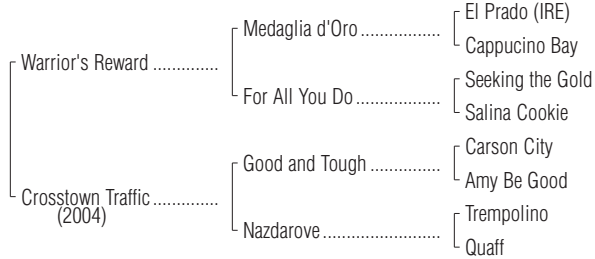 El Prado (IRE)
Medaglia d'Oro .................
Cappucino Bay
Warrior's Reward ..............
Seeking the Gold
For All You Do ..................
Salina Cookie
Carson City
Good and Tough ...............
Amy Be Good
Crosstown Traffic ..............
(2004)
Trempolino
Nazdarove.........................
Quaff